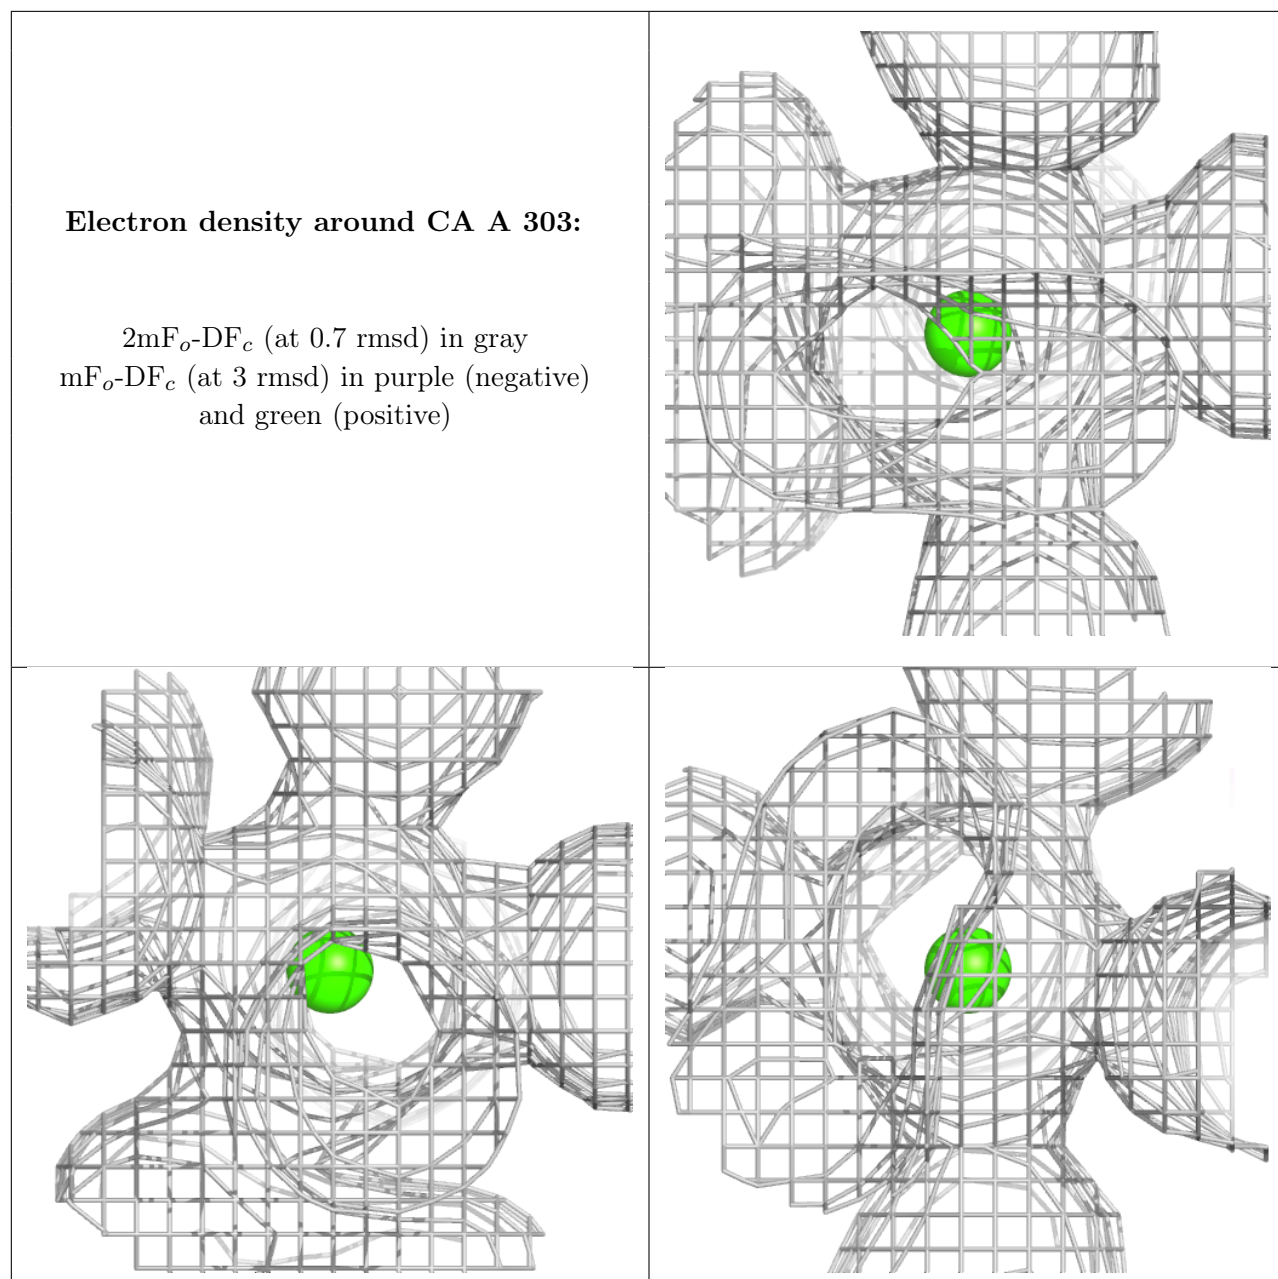 Electron density around CA A 303:
2mFo-DFc (at 0.7 rmsd) in gray
mFo-DFc (at 3 rmsd) in purple (negative)
and green (positive)